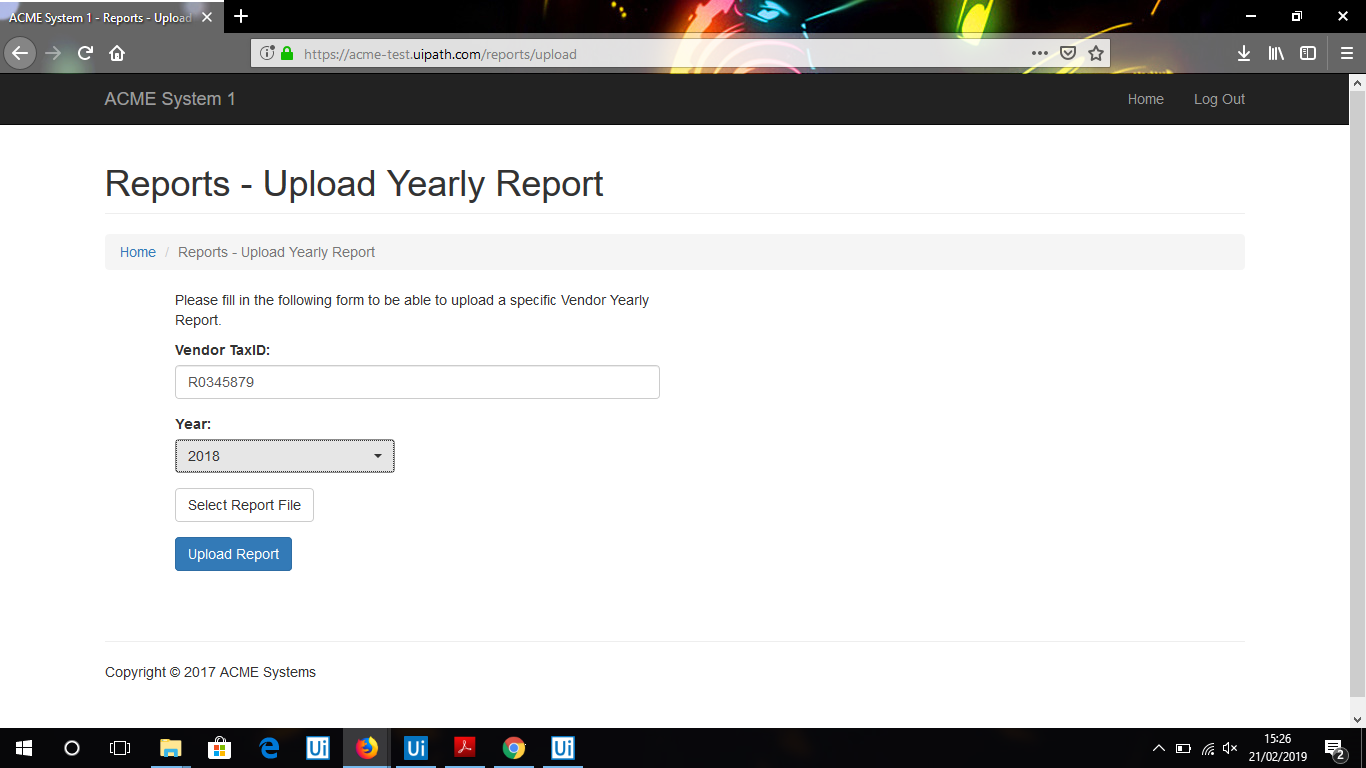 ACME System 1 - Reports - Upload
https://acme-test.uipath.com/reports/upload
ACME System 1
Home
Log Out
Reports - Upload Yearly Report
Home / Reports - Upload Yearly Report
Please fill in the following form to be able to upload a specific Vendor Yearly
Report.
Vendor TaxID:
R0345879
Year:
2018
Select Report File
Upload Report
Copyright © 2017 ACME Systems
Ui
Ui
Ui
15:26
21/02/2019
2